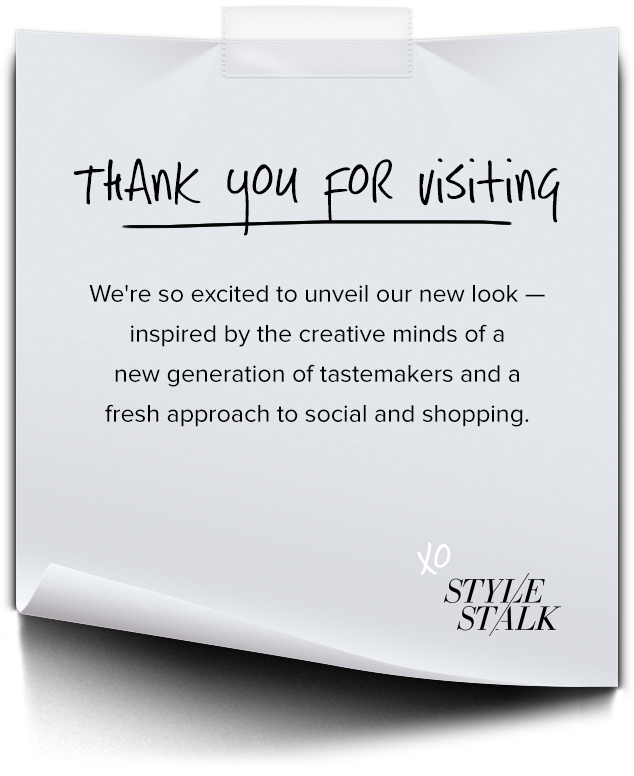 THANK YOU FOR visiting
We're so excited to unveil our new look —
inspired by the creative minds of a
new generation of tastemakers and a
fresh approach to social and shopping.
XO
STYLE
STALK